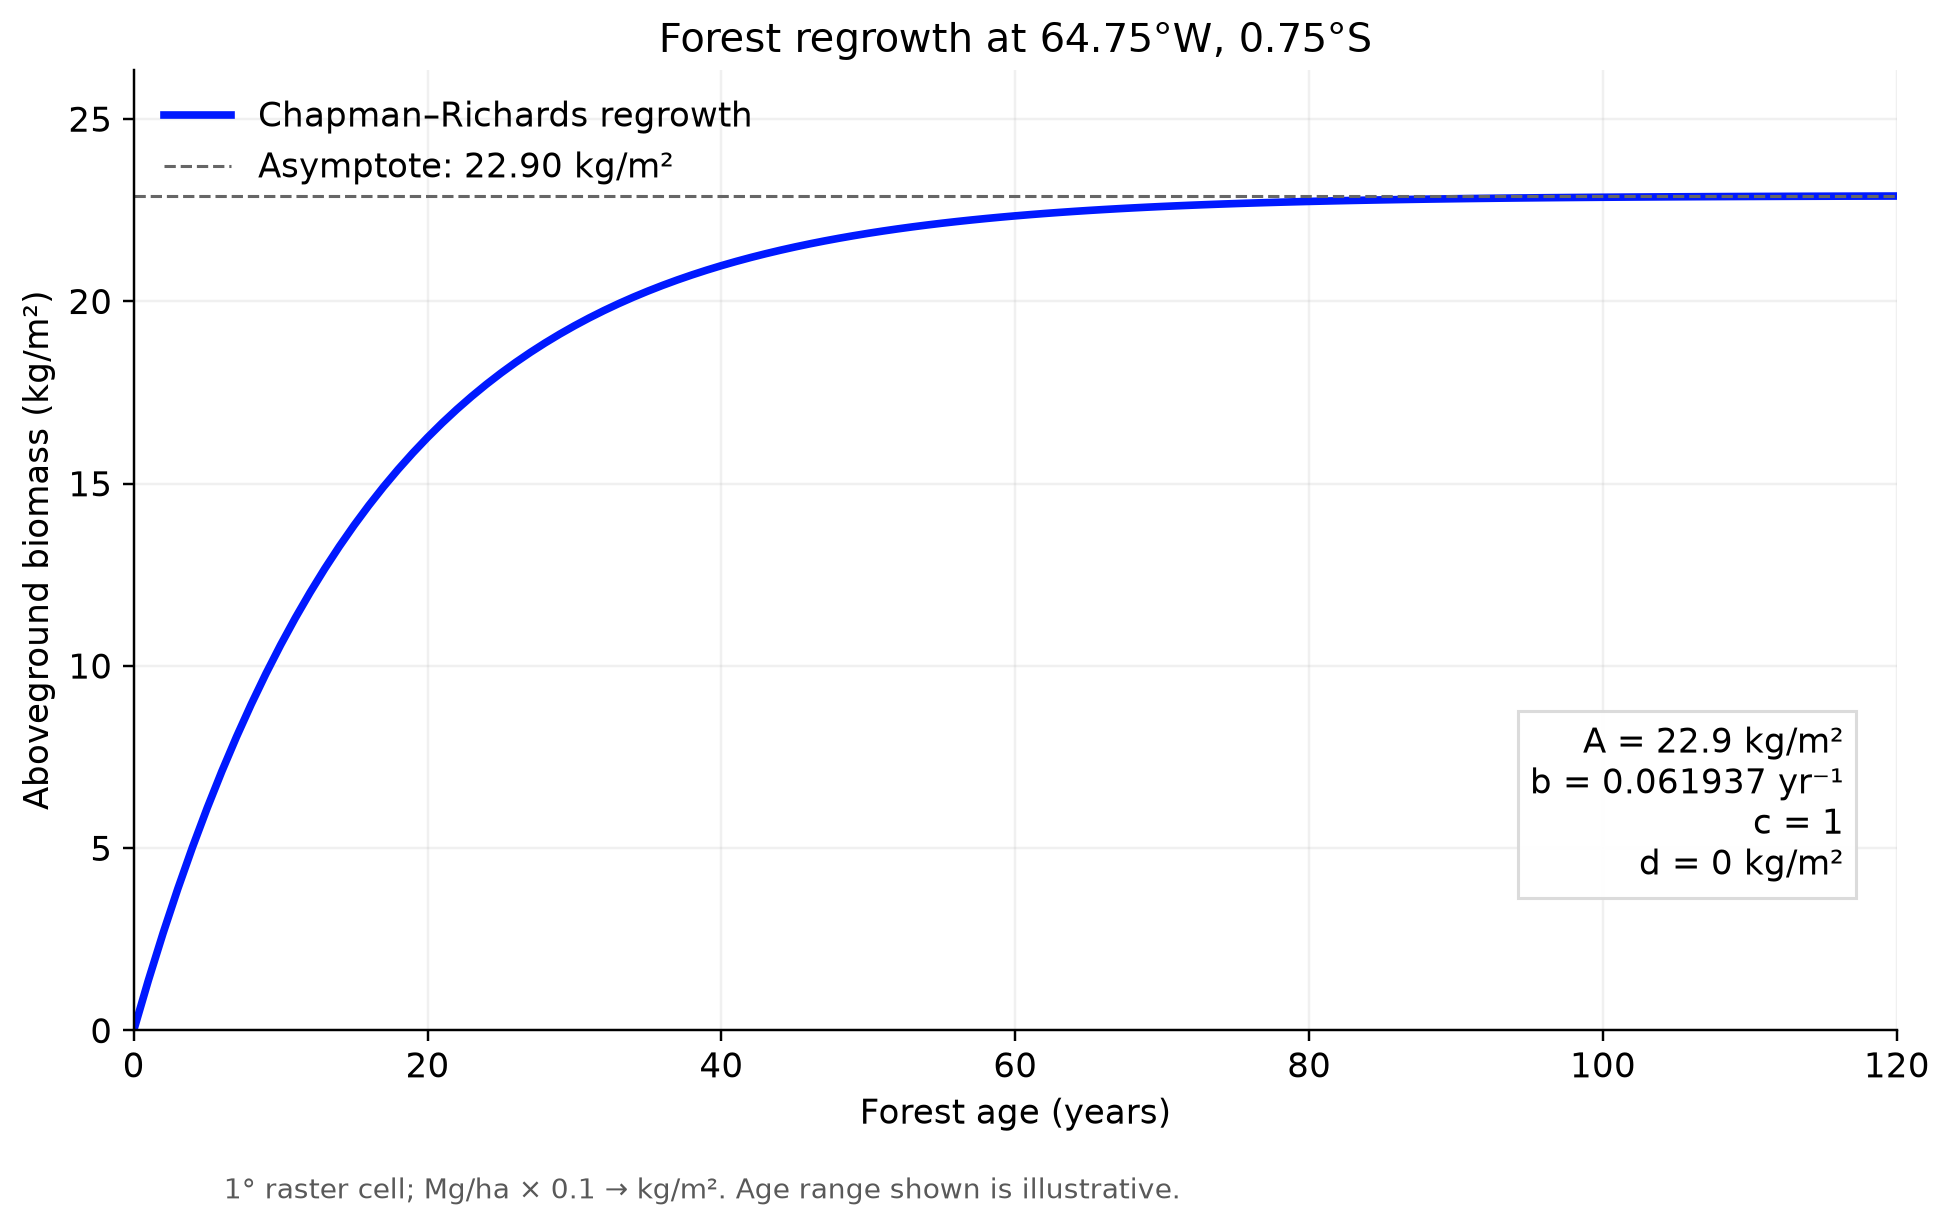 Forest regrowth at 64.75°W, 0.75°S
Chapman–Richards regrowth
Asymptote: 22.90 kg/m²
Aboveground biomass (kg/m²)
25
20
15
10
5
0
A = 22.9 kg/m²
b = 0.061937 yr⁻¹
c = 1
d = 0 kg/m²
0 20 40 60 80 100 120
Forest age (years)
1° raster cell; Mg/ha × 0.1 → kg/m². Age range shown is illustrative.